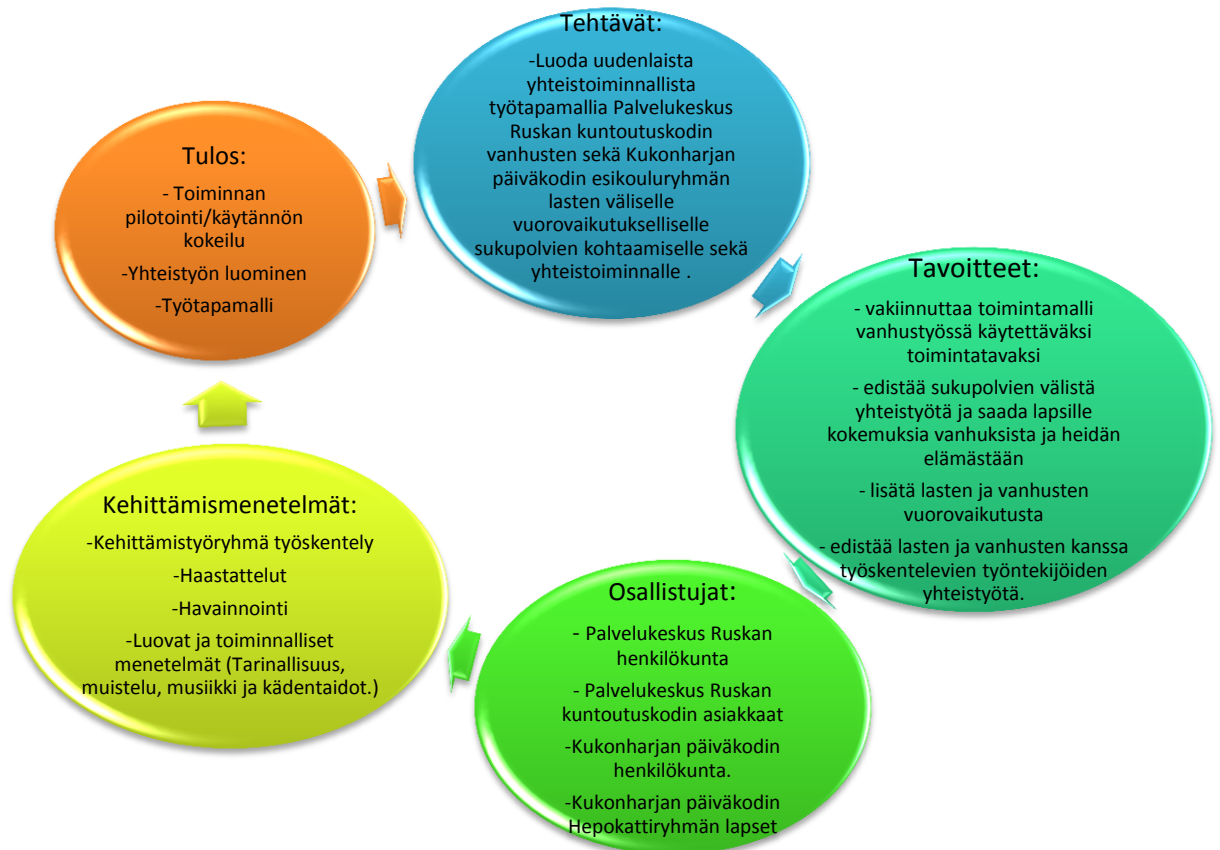 Tehtävät:
-Luoda uudenlaista
yhteistoiminnallista
työtapamallia Palvelukeskus
Ruskan kuntoutuskodin
vanhusten sekä Kukonharjan
päiväkodin esikouluryhmän
lasten väliselle
vuorovaikutukselliselle
sukupolvien kohtaamiselle sekä
yhteistoiminnalle .
Tavoitteet:
- vakiinnuttaa toimintamalli
vanhustyössä käytettäväksi
toimintatavaksi
- edistää sukupolvien välistä
yhteistyötä ja saada lapsille
kokemuksia vanhuksista ja heidän
elämästään
- lisätä lasten ja vanhusten
vuorovaikutusta
- edistää lasten ja vanhusten kanssa
työskentelevien työntekijöiden
yhteistyötä.
Osallistujat:
- Palvelukeskus Ruskan
henkilökunta
- Palvelukeskus Ruskan
kuntoutuskodin asiakkaat
-Kukonharjan päiväkodin
henkilökunta.
-Kukonharjan päiväkodin
Hepokattiryhmän lapset
Kehittämismenetelmät:
-Kehittämistyöryhmä työskentely
-Haastattelut
-Havainnointi
-Luovat ja toiminnalliset
menetelmät (Tarinallisuus,
muistelu, musiikki ja kädentaidot.)
Tulos:
- Toiminnan
pilotointi/käytännön
kokeilu
-Yhteistyön luominen
-Työtapamalli